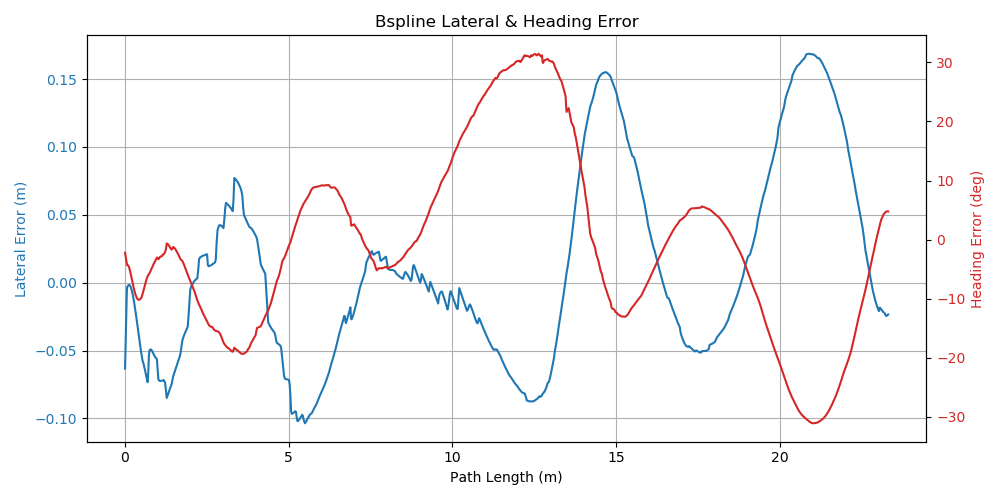 Bspline Lateral & Heading Error
Lateral Error (m)
0.15
0.10
0.05
0.00
−0.05
−0.10
30
20
10
0
−10
−20
−30
Heading Error (deg)
0 5 10 15 20
Path Length (m)